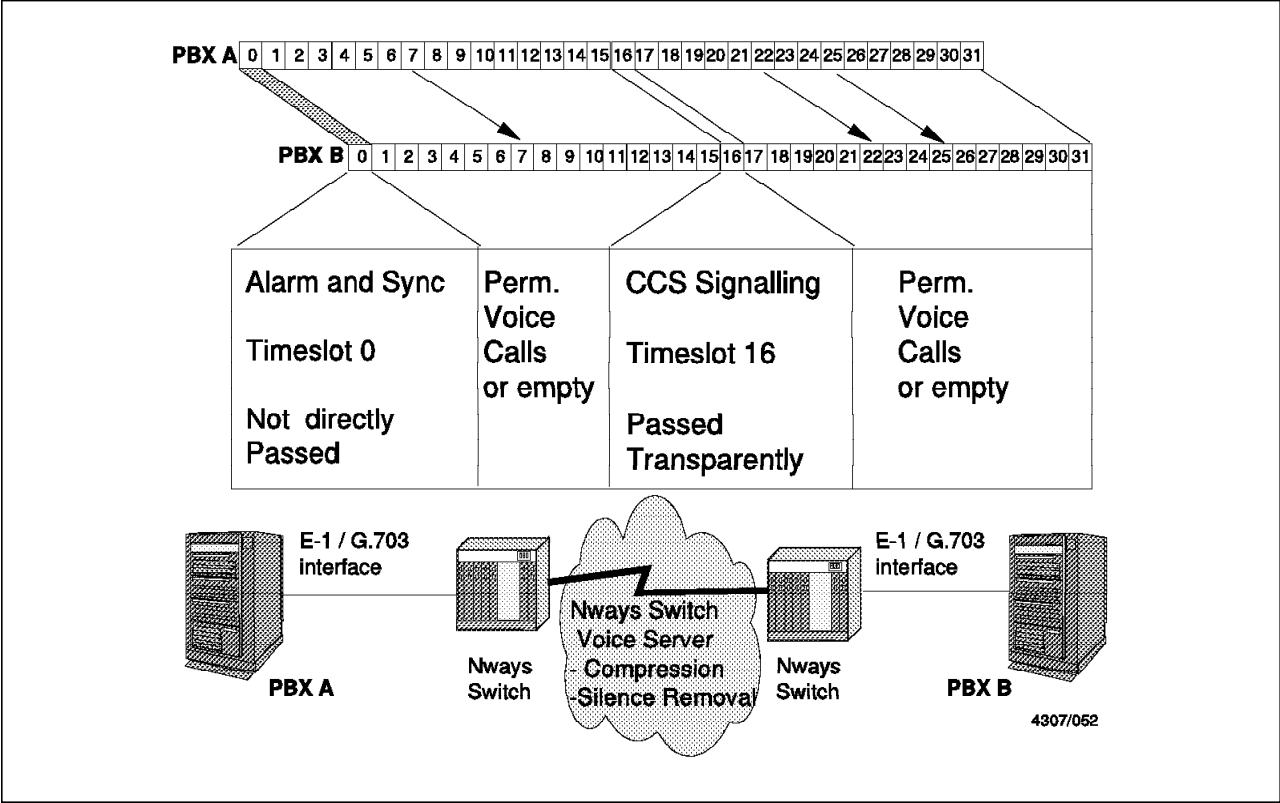 PBX A 0 1 2 3 4 5 6 7 8 9 10 11 12 13 14 15 16 17 18 19 20 21 22 23 24 25 26 27 28 29 30 31
PBX B 0 1 2 3 4 5 6 7 8 9 10 11 12 13 14 15 16 17 18 19 20 21 22 23 24 25 26 27 28 29 30 31
Alarm and Sync
Timeslot 0
Not directly
Passed
Perm.
Voice
Calls
or empty
CCS Signalling
Timeslot 16
Passed
Transparently
Perm.
Voice
Calls
or empty
E-1 / G.703
interface
PBX A
Nways
Switch
Nways Switch
Voice Server
- Compression
-Silence Removal
Nways
Switch
E-1 / G.703
interface
PBX B
4307/052